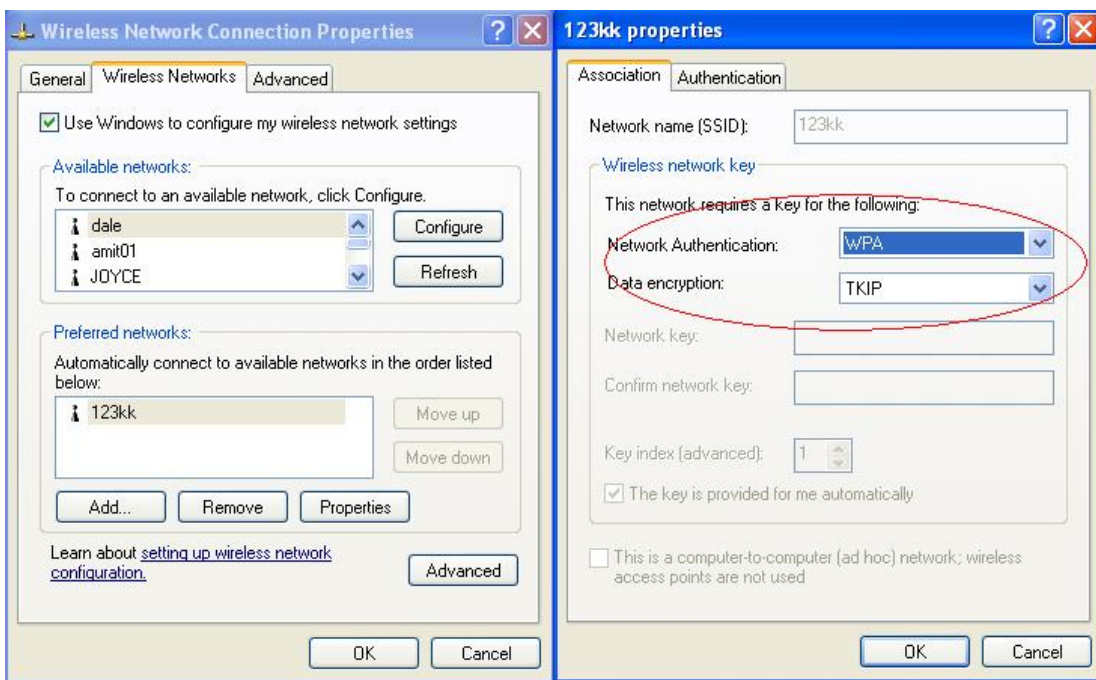 Wireless Network Connection Properties
General Wireless Networks Advanced
Use Windows to configure my wireless network settings
Available networks:
To connect to an available network, click Configure.
dale
amit01
JOYCE
Configure
Refresh
Preferred networks:
Automatically connect to available networks in the order listed
below:
123kk
Move up
Move down
Add... Remove Properties
Learn about setting up wireless network
configuration.
Advanced
OK Cancel
123kk properties
Association Authentication
Network name (SSID): 123kk
Wireless network key
This network requires a key for the following:
Network Authentication: WPA
Data encryption: TKIP
Network key:
Confirm network key:
Key index (advanced): 1
The key is provided for me automatically
This is a computer-to-computer (ad hoc) network; wireless
access points are not used
OK Cancel